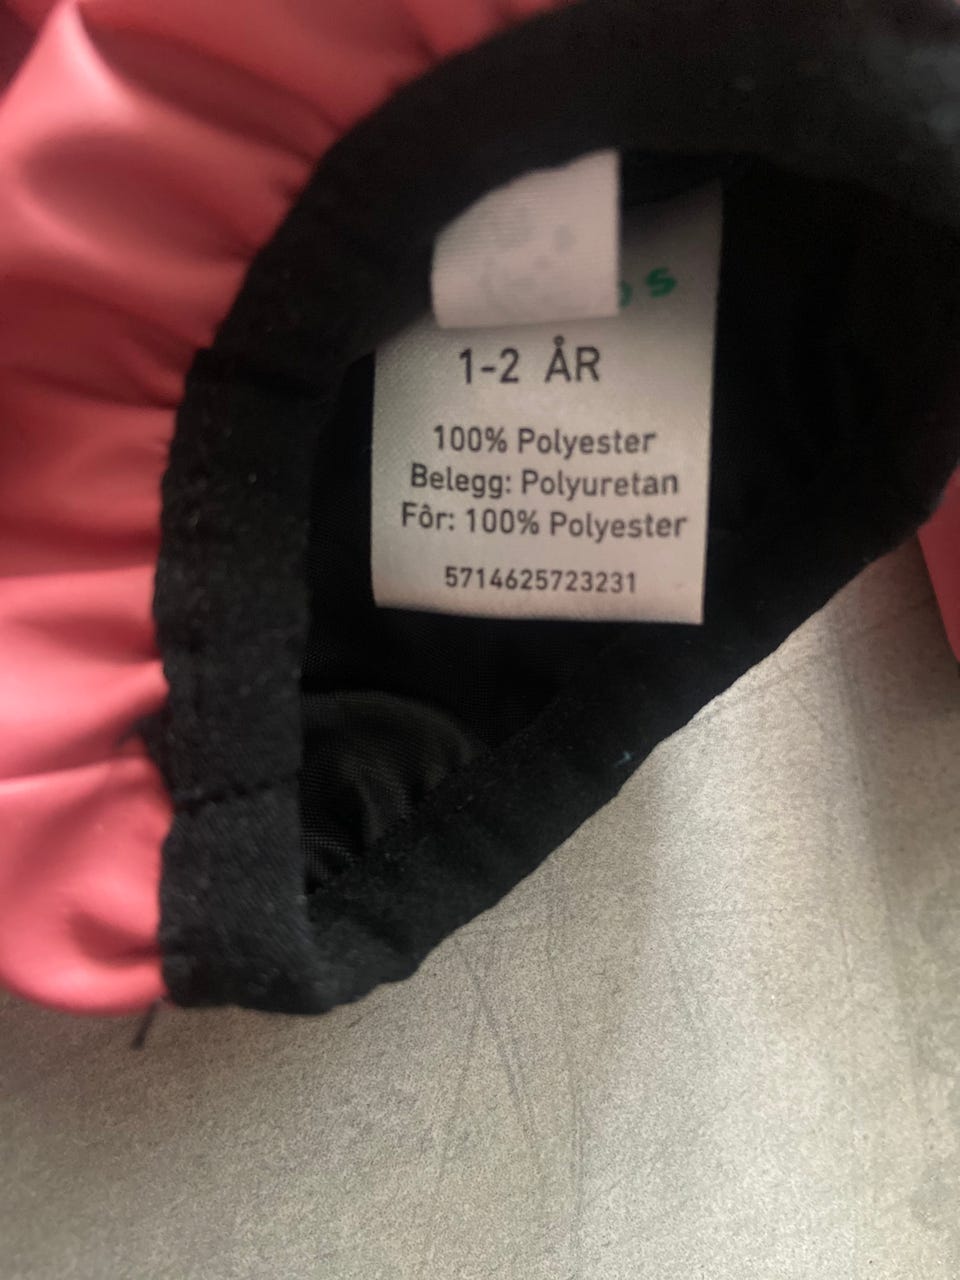 s
1-2 ÅR
100% Polyester
Belegg: Polyuretan
Fôr: 100% Polyester
5714625723231